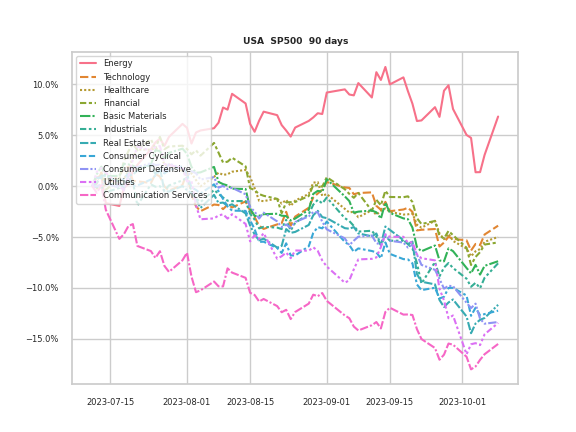 USA  SP500  90 days
Energy
Technology
Healthcare
Financial
Basic Materials
Industrials
Real Estate
Consumer Cyclical
Consumer Defensive
Utilities
Communication Services
10.0%
5.0%
0.0%
−5.0%
−10.0%
−15.0%
2023-07-15 2023-08-01 2023-08-15 2023-09-01 2023-09-15 2023-10-01